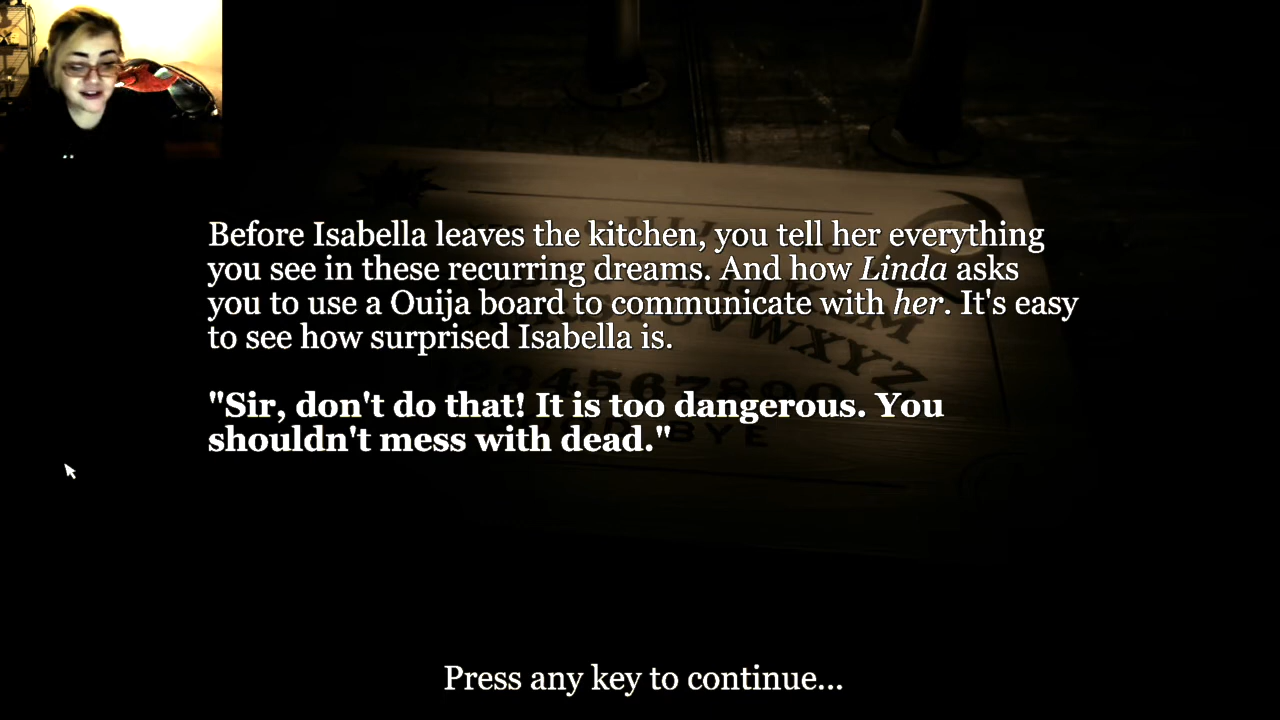 Before Isabella leaves the kitchen, you tell her everything
you see in these recurring dreams. And how Linda asks
you to use a Ouija board to communicate with her. It's easy
to see how surprised Isabella is.
"Sir, don't do that! It is too dangerous. You
shouldn't mess with dead."
Press any key to continue...